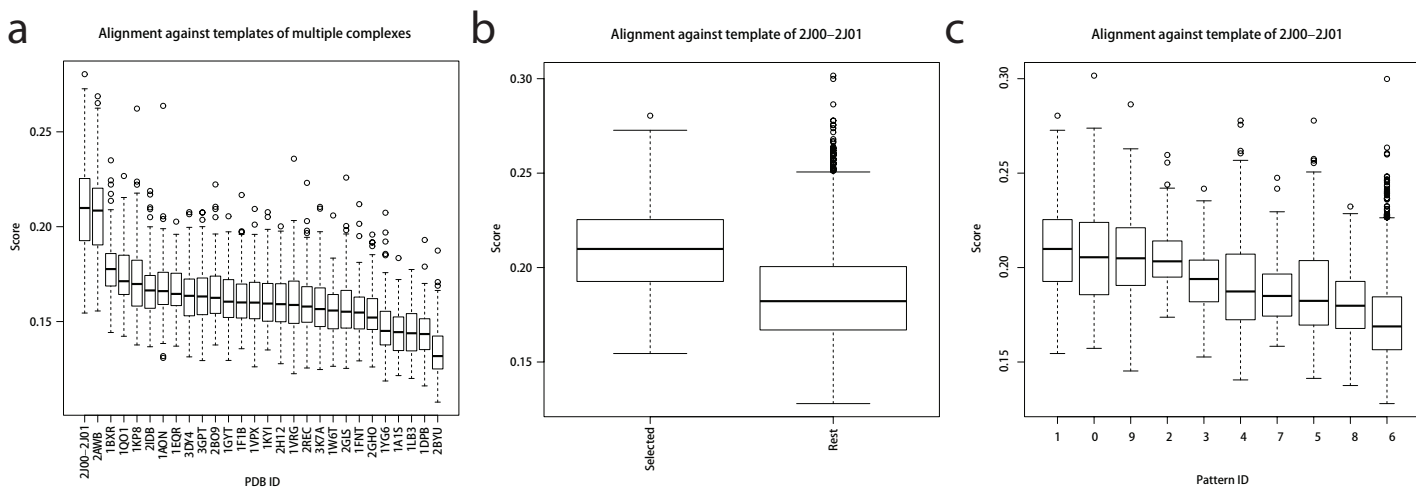 a
Alignment against templates of multiple complexes
Score
0.25
0.20
0.15
2J00–2J01
2AWB
1BXR
1QO1
1KP8
2IDB
1AON
1EQR
3DY4
3GPT
2BO9
1GYT
1F1B
1VPX
1KYI
2H12
1VRG
2REC
3K7A
1W6T
2GLS
1FNT
2GHO
1YG6
1A1S
1LB3
1DPB
2BYU
PDB ID
b
Alignment against template of 2J00–2J01
Score
0.30
0.25
0.20
0.15
Selected
Rest
c
Alignment against template of 2J00–2J01
Score
0.30
0.25
0.20
0.15
1 0 9 2 3 4 7 5 8 6
Pattern ID